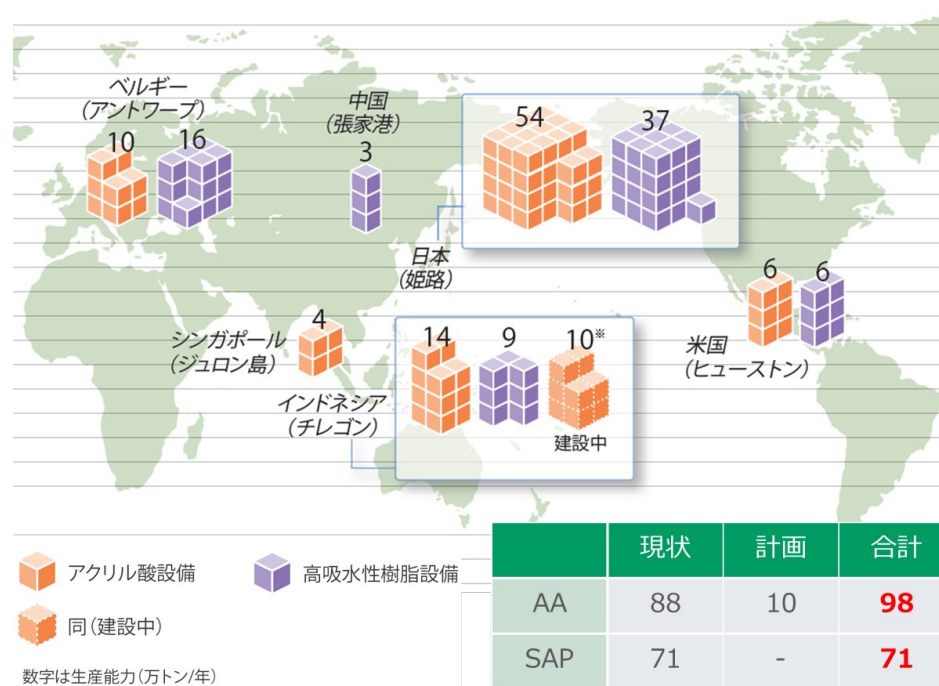 ベルギー
(アントワープ)
10
16
中国
(張家港)
3
54
37
日本
(姫路)
6
6
米国
(ヒューストン)
シンガポール
(ジュロン島)
4
インドネシア
(チレゴン)
14
9
10※
建設中
アクリル酸設備
高吸水性樹脂設備
同(建設中)
数字は生産能力(万トン/年)
現状 計画 合計
AA 88 10 98
SAP 71 - 71